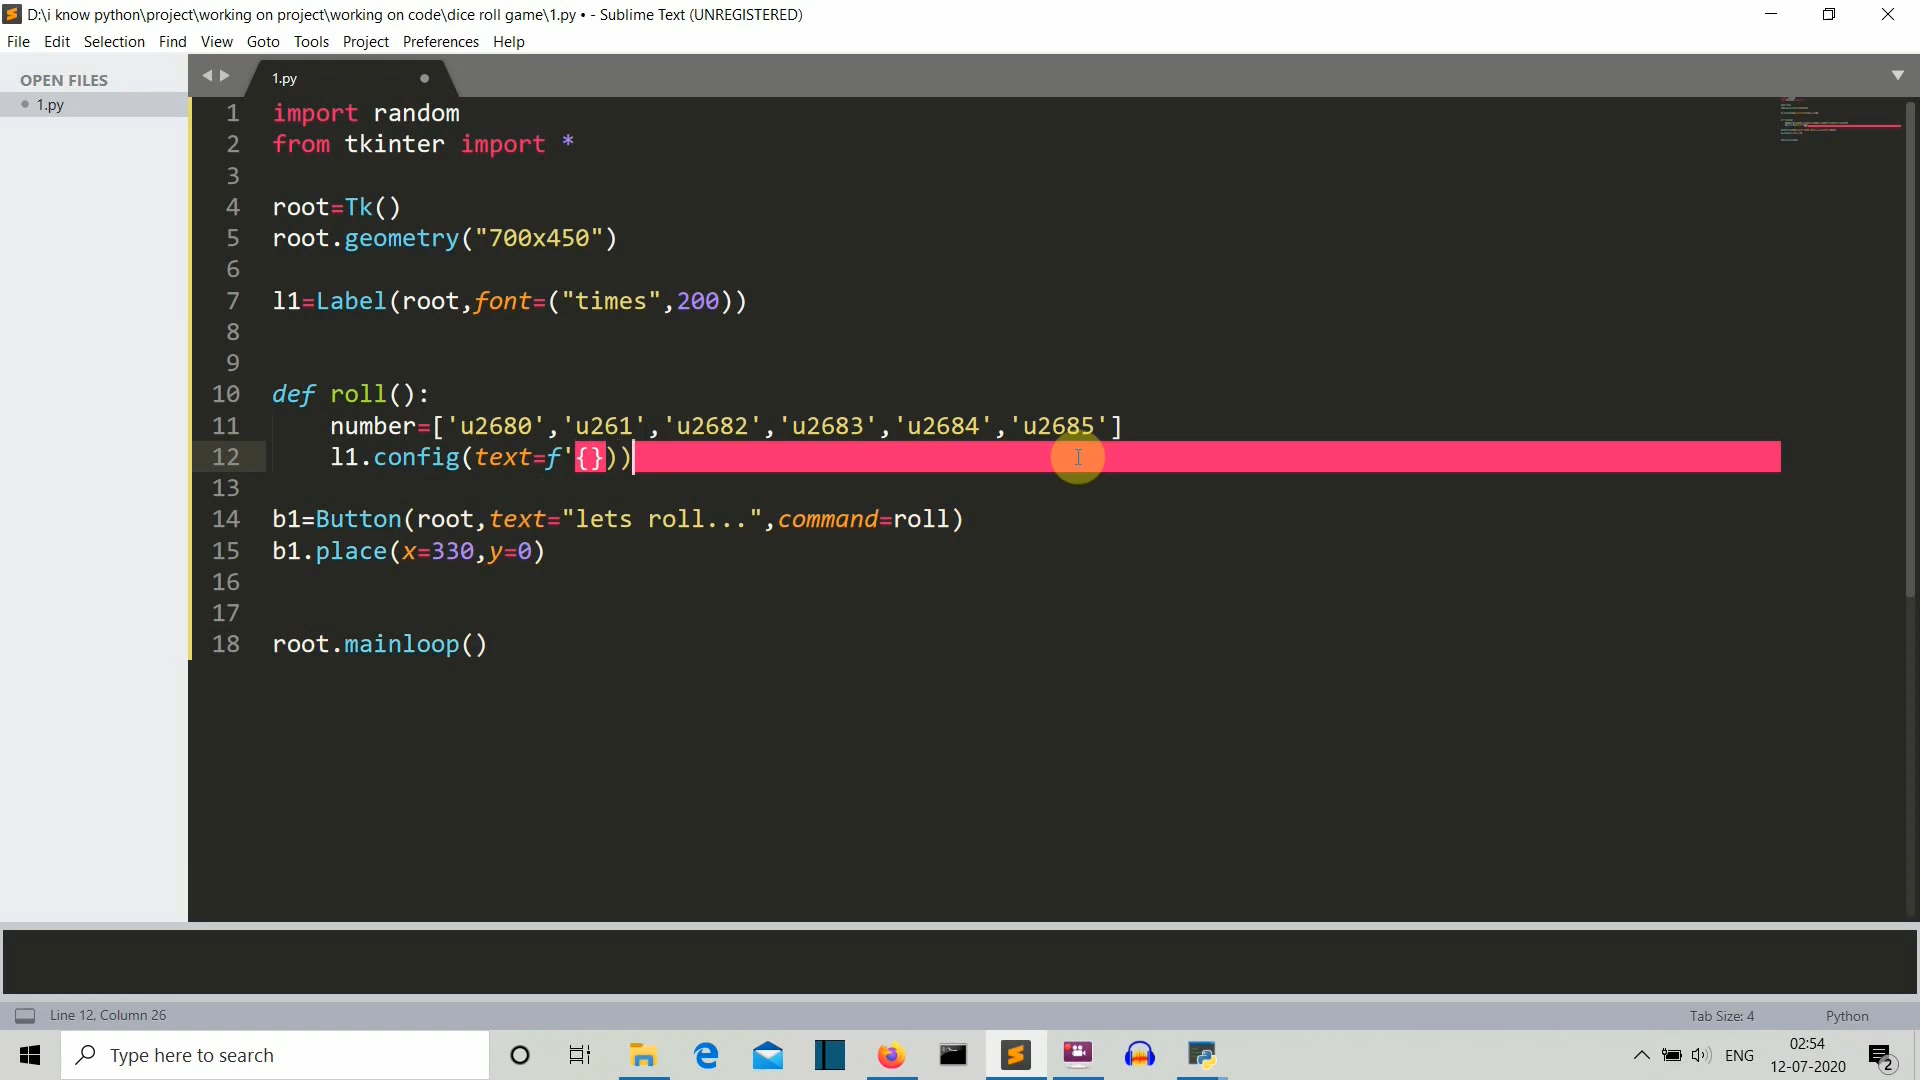 D:\i know python\project\working on project\working on code\dice roll game\1.py • - Sublime Text (UNREGISTERED)
File Edit Selection Find View Goto Tools Project Preferences Help
OPEN FILES
1.py
1.py
1 import random
2 from tkinter import *
3
4 root=Tk()
5 root.geometry("700x450")
6
7 l1=Label(root,font=("times",200))
8
9
10 def roll():
11 number=['u2680','u261','u2682','u2683','u2684','u2685']
12 l1.config(text=f'{}))
13
14 b1=Button(root,text="lets roll...",command=roll)
15 b1.place(x=330,y=0)
16
17
18 root.mainloop()
Line 12, Column 26
Tab Size: 4
Python
Type here to search
ENG
02:54
12-07-2020
2